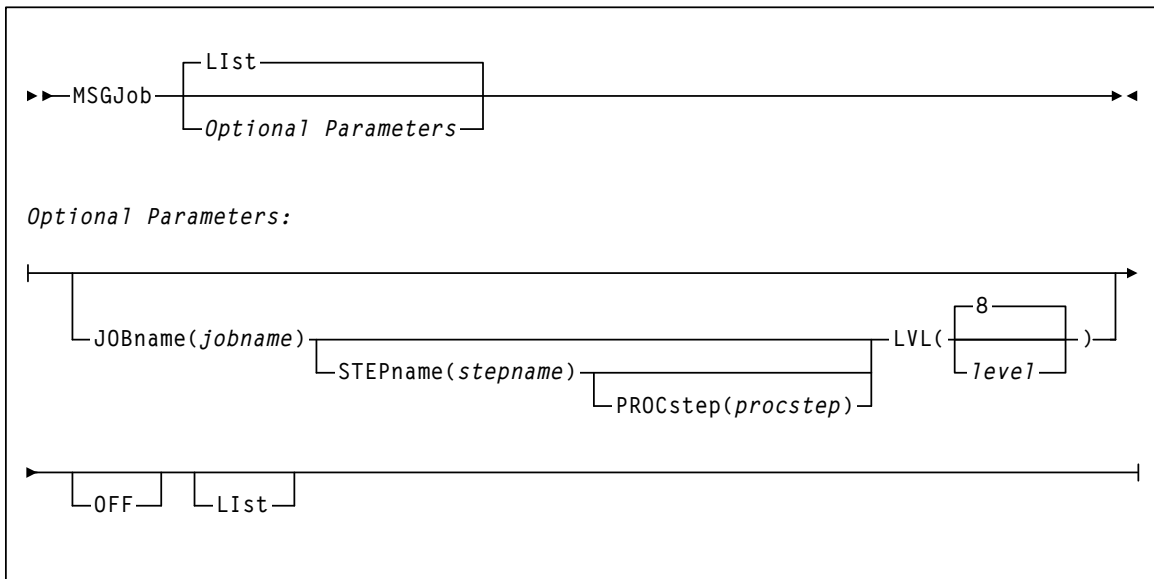 LIst
MSGJob
Optional Parameters
Optional Parameters:
8
JOBname(jobname) LVL( )
STEPname(stepname) level
PROCstep(procstep)
OFF LIst